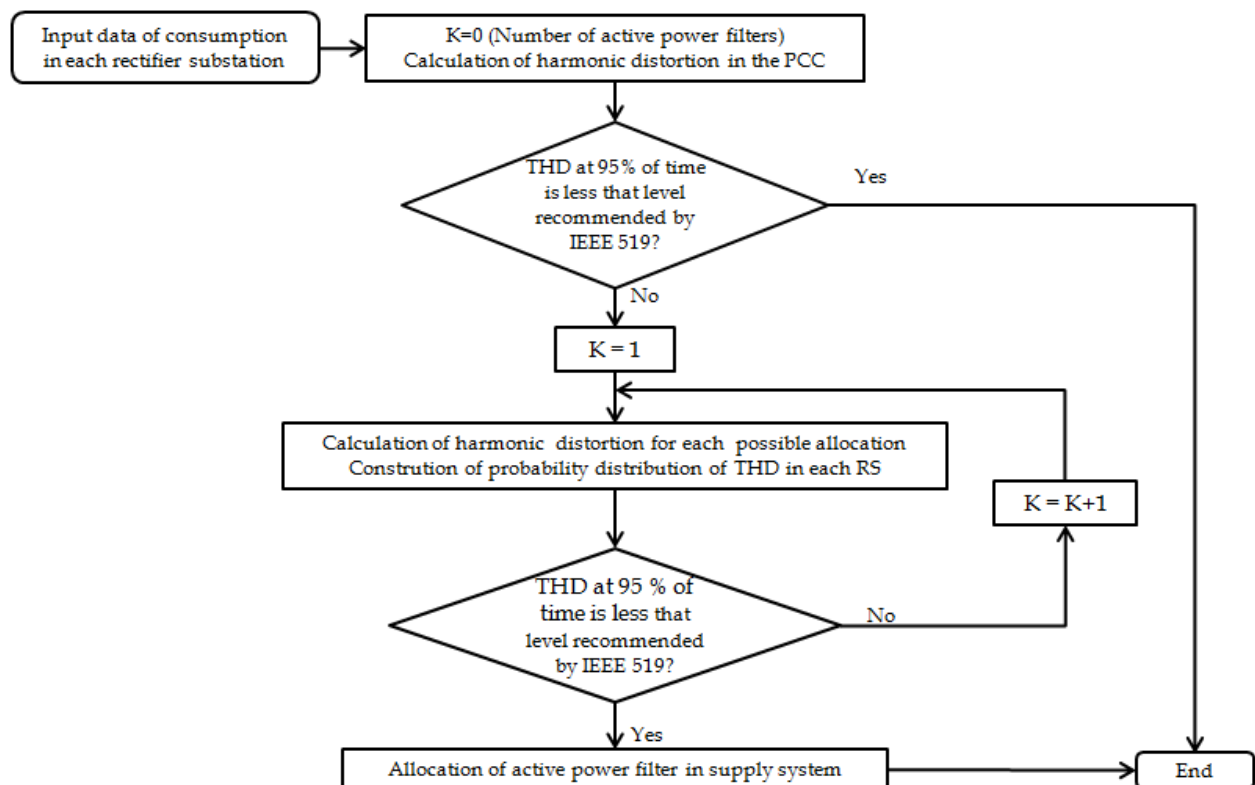 Input data of consumption
in each rectifier substation
K=0 (Number of active power filters)
Calculation of harmonic distortion in the PCC
THD at 95% of time
is less that level
recommended by
IEEE 519?
Yes
No
K = 1
Calculation of harmonic distortion for each possible allocation
Constrution of probability distribution of THD in each RS
K = K+1
THD at 95 % of
time is less that
level recommended
by IEEE 519?
No
Yes
Allocation of active power filter in supply system
End